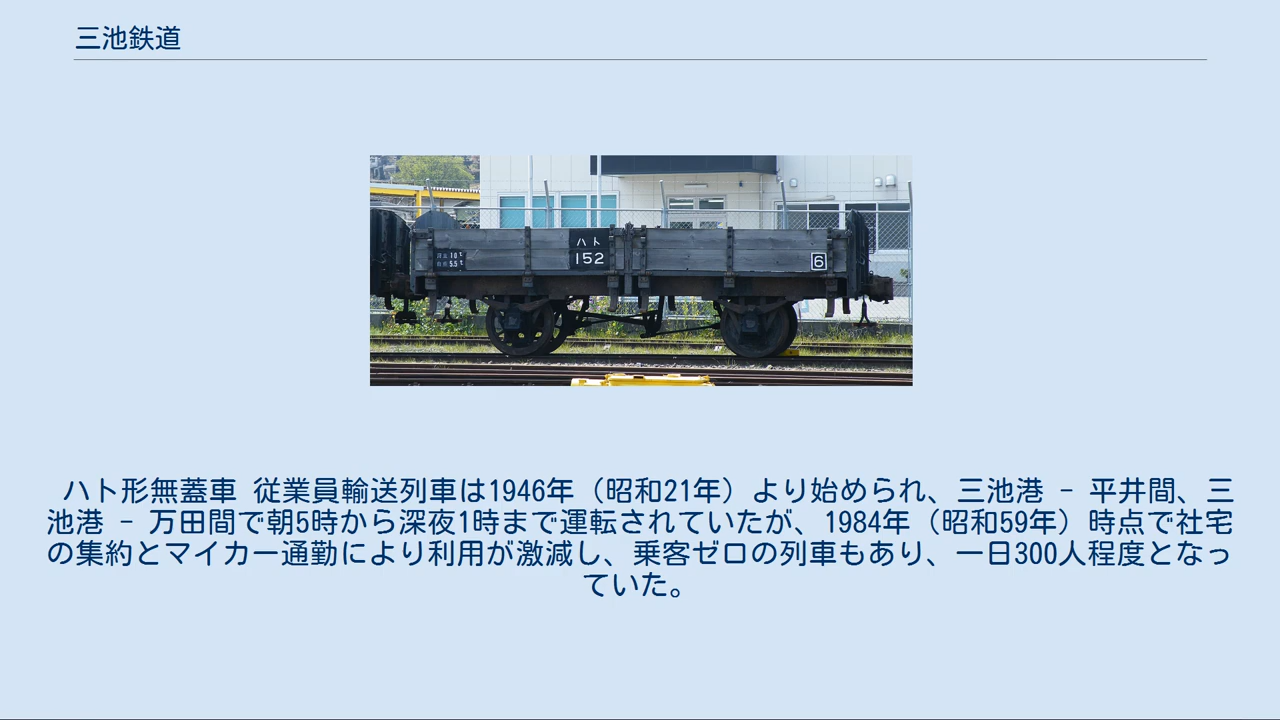 三池鉄道
ハト
152
10t
5.5t
6
ハト形無蓋車 従業員輸送列車は1946年（昭和21年）より始められ、三池港 - 平井間、三
池港 - 万田間で朝5時から深夜1時まで運転されていたが、1984年（昭和59年）時点で社宅
の集約とマイカー通勤により利用が激減し、乗客ゼロの列車もあり、一日300人程度となっ
ていた。